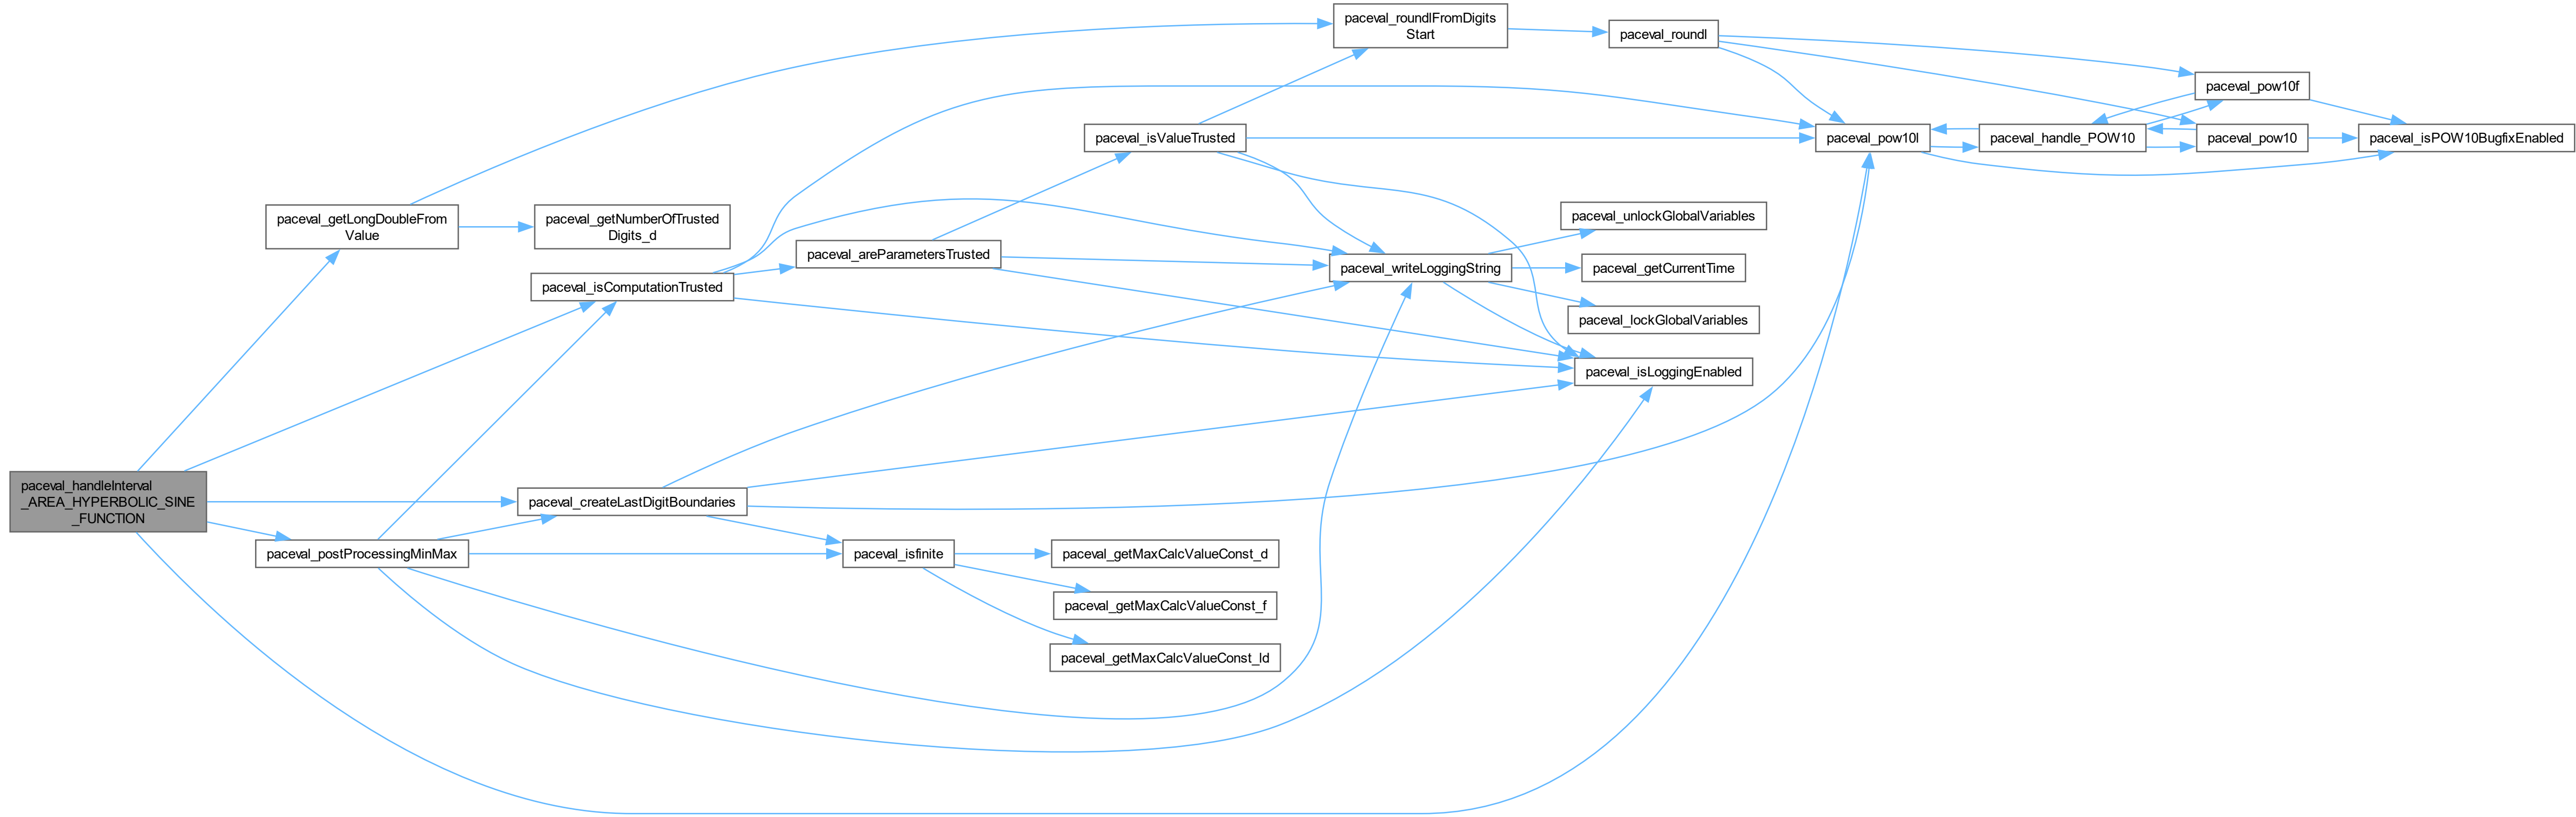 paceval_roundlFromDigits
Start
paceval_roundl
paceval_pow10f
paceval_isValueTrusted
paceval_pow10l
paceval_handle_POW10
paceval_pow10
paceval_isPOW10BugfixEnabled
paceval_getLongDoubleFrom
Value
paceval_getNumberOfTrusted
Digits_d
paceval_unlockGlobalVariables
paceval_areParametersTrusted
paceval_writeLoggingString
paceval_getCurrentTime
paceval_isComputationTrusted
paceval_lockGlobalVariables
paceval_isLoggingEnabled
paceval_handleInterval
_AREA_HYPERBOLIC_SINE
_FUNCTION
paceval_createLastDigitBoundaries
paceval_postProcessingMinMax
paceval_isfinite
paceval_getMaxCalcValueConst_d
paceval_getMaxCalcValueConst_f
paceval_getMaxCalcValueConst_ld